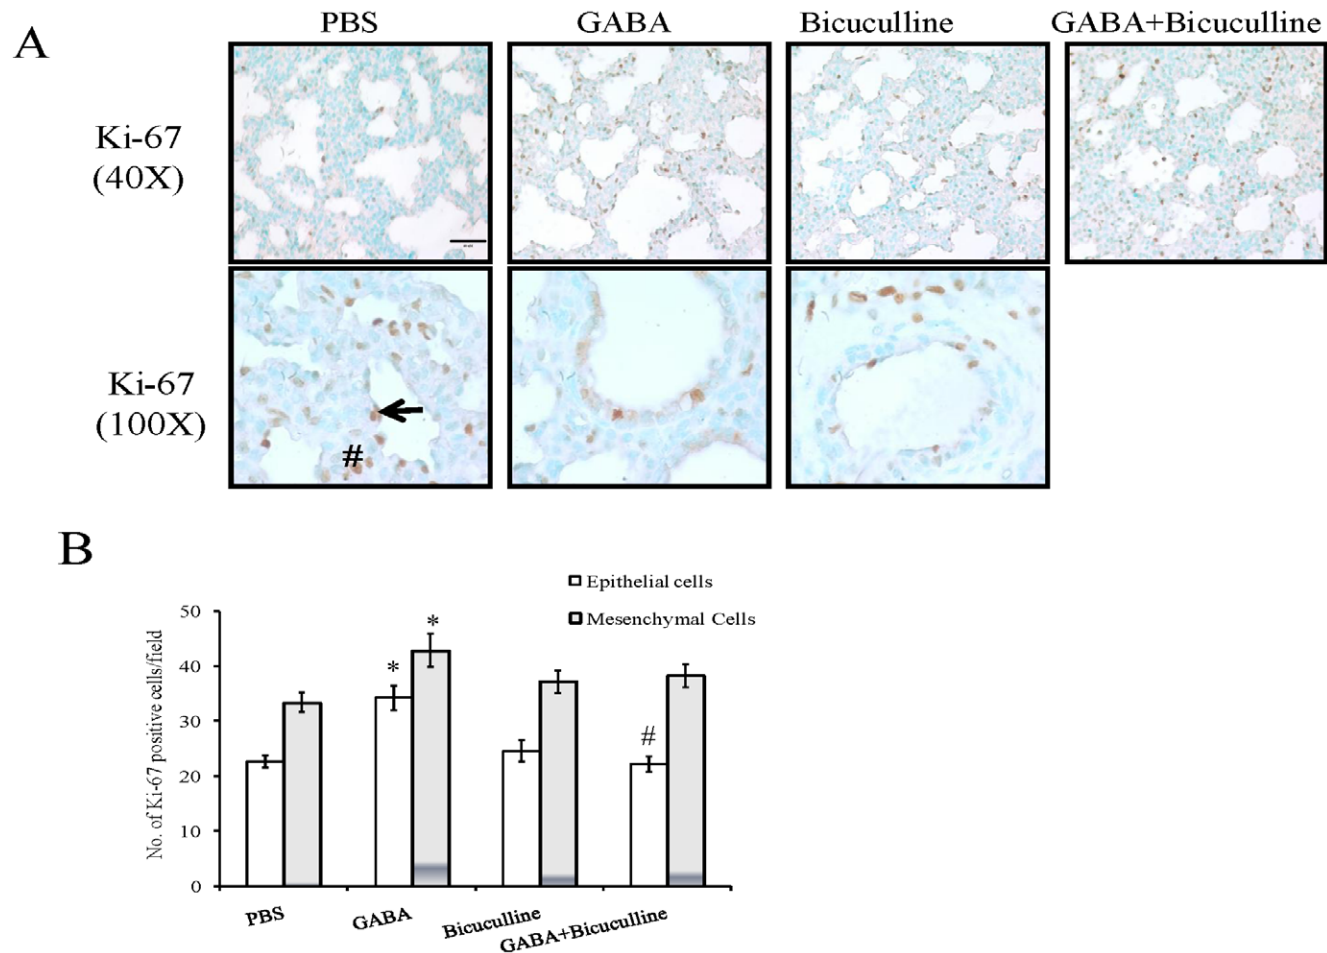 A
PBS
GABA
Bicuculline
GABA+Bicuculline
Ki-67
(40X)
Ki-67
(100X)
#
B
Epithelial cells
Mesenchymal Cells
No. of Ki-67 positive cells/field
50
40
30
20
10
0
*
*
#
PBS
GABA
Bicuculline
GABA+Bicuculline